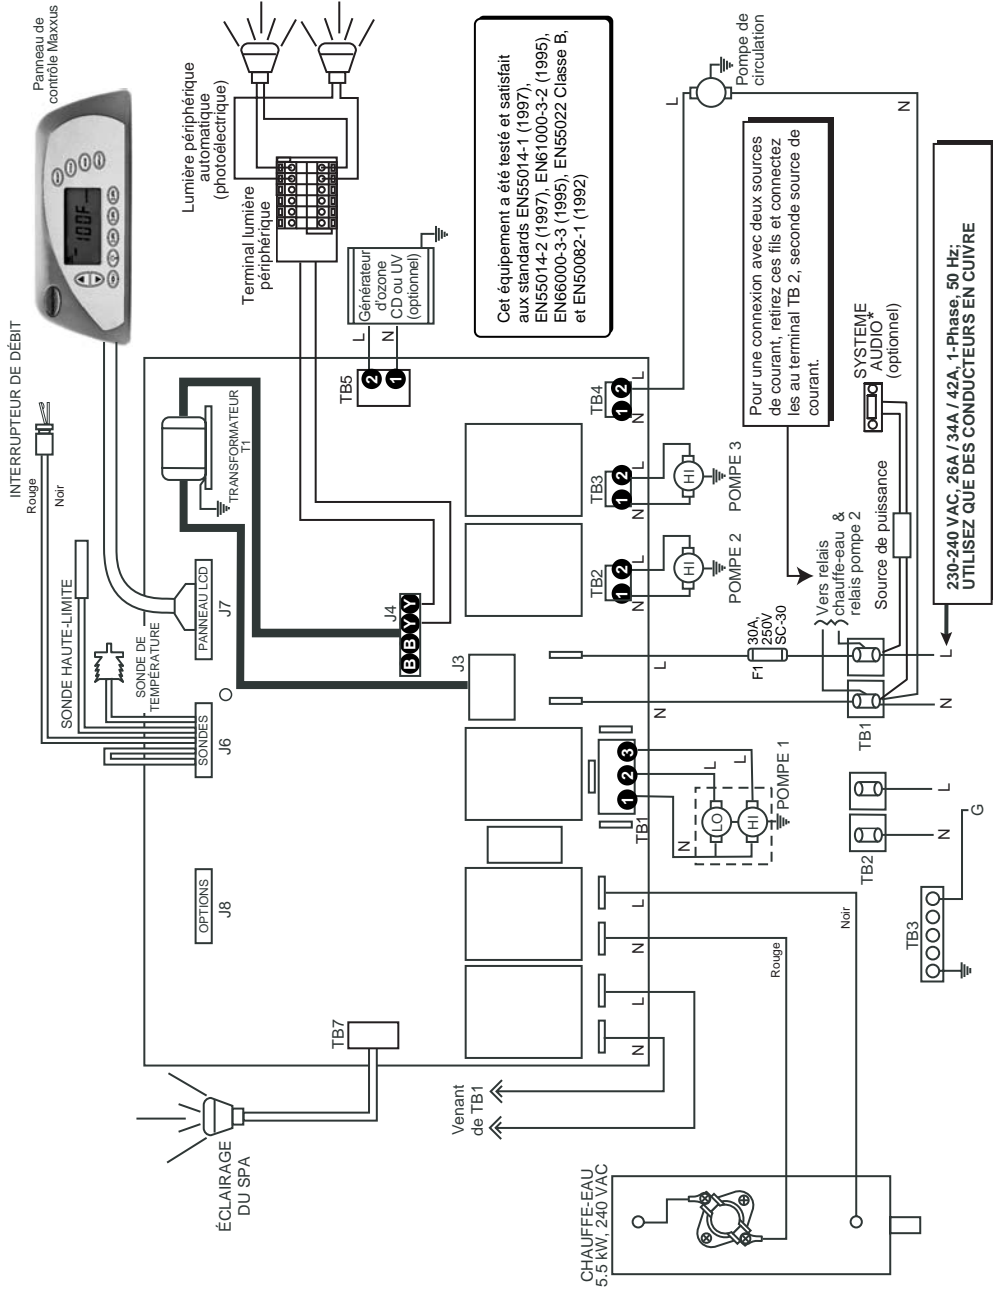 Panneau de
contrôle Maxxus
100F
INTERRUPTEUR DE DÉBIT
Rouge
Noir
SONDE HAUTE-LIMITE
SONDE DE
TEMPÉRATURE
SONDES
J6
PANNEAU LCD
J7
OPTIONS
J8
TRANSFORMATEUR
T1
Lumière périphérique
automatique
(photoélectrique)
Terminal lumière
périphérique
Générateur
d'ozone
CD ou UV
(optionnel)
L
N
TB5
2
1
Cet équipement a été testé et satisfait
aux standards EN55014-1 (1997),
EN55014-2 (1997), EN61000-3-2 (1995),
EN66000-3-3 (1995), EN55022 Classe B,
et EN50082-1 (1992)
J4
B B Y Y
J3
TB7
ÉCLAIRAGE
DU SPA
Venant
de TB1
N
L
N
L
TB1
1 2 3
N
L
L
LO
HI
POMPE 1
N
L
TB2
1 2
N
L
HI
POMPE 2
TB3
1 2
N
L
HI
POMPE 3
TB4
1 2
N
L
L
N
Pompe de
circulation
Pour une connexion avec deux sources
de courant, retirez ces fils et connectez
les au terminal TB 2, seconde source de
courant.
F1
30A,
250V
SC-30
Vers relais
chauffe-eau &
relais pompe 2
Source de puissance
SYSTEME
AUDIO*
(optionnel)
TB1
N
L
TB2
N
L
TB3
G
230-240 VAC, 26A / 34A / 42A, 1-Phase, 50 Hz;
UTILISEZ QUE DES CONDUCTEURS EN CUIVRE
Rouge
Noir
CHAUFFE-EAU
5.5 kW, 240 VAC